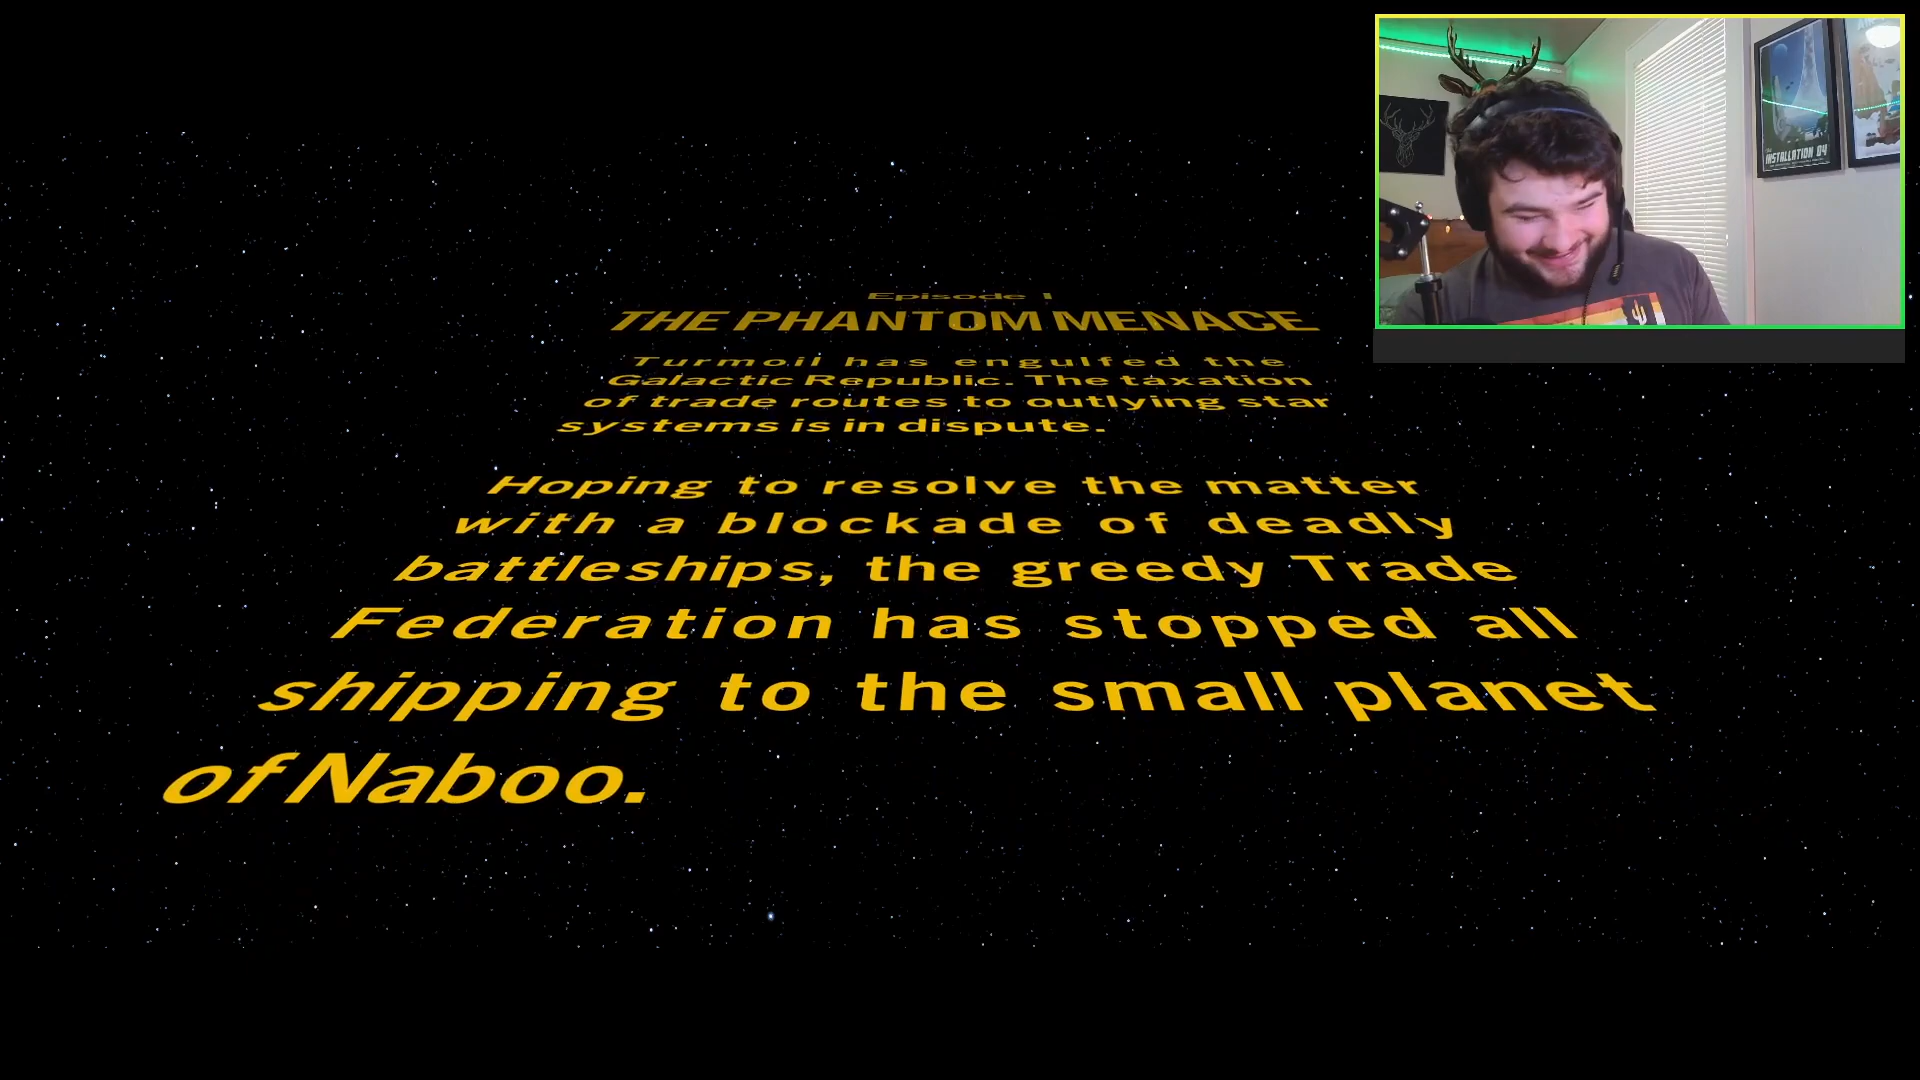 Episode I
THE PHANTOM MENACE
Turmoil has engulfed the
Galactic Republic. The taxation
of trade routes to outlying star
systems is in dispute.
Hoping to resolve the matter
with a blockade of deadly
battleships, the greedy Trade
Federation has stopped all
shipping to the small planet
of Naboo.
INSTALLATION 04